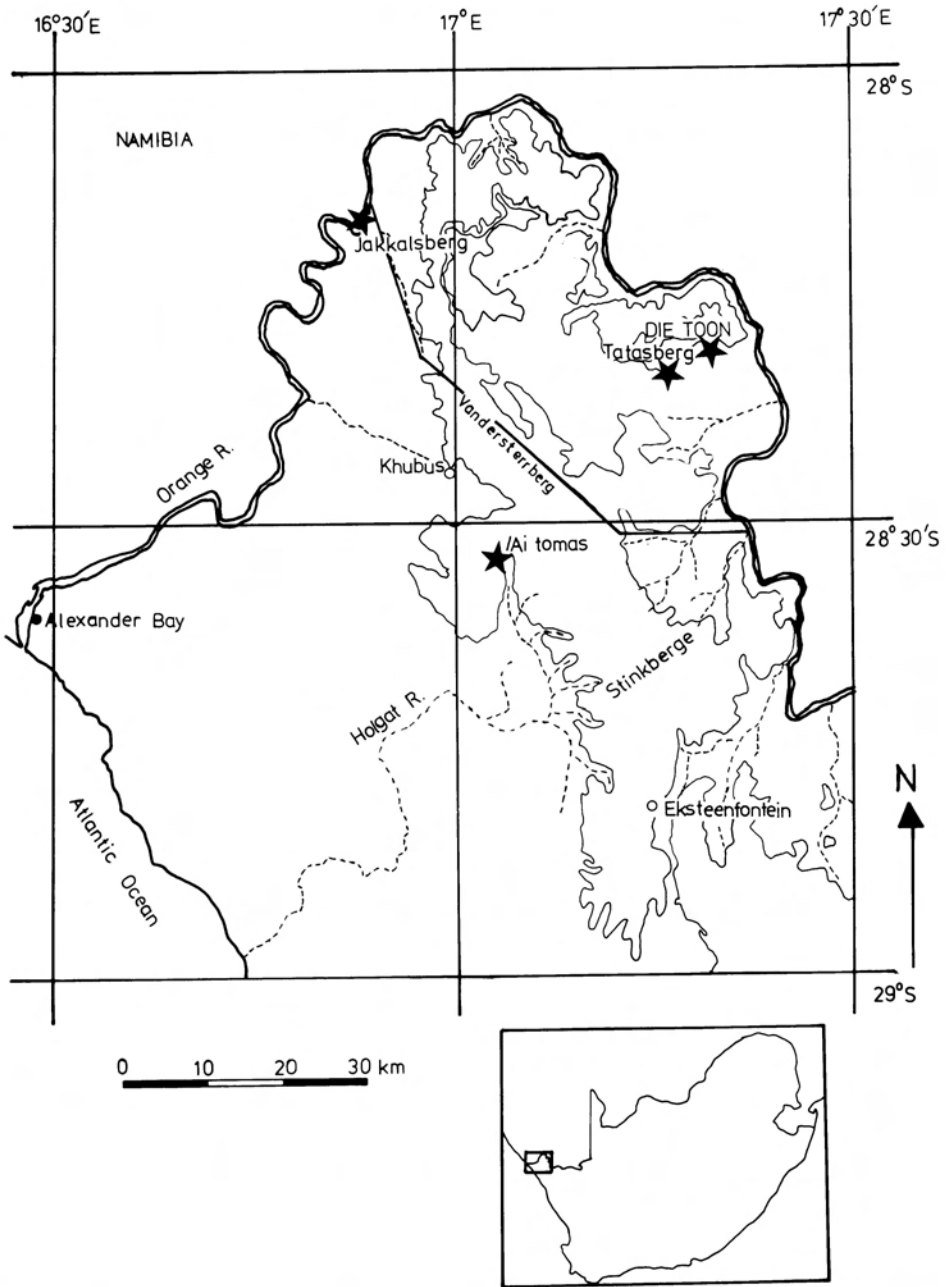 16°30′E
17°E
17°30′E
28°S
NAMIBIA
Jakkalsberg
DIE TOON
Tatasberg
Vandersterrberg
Khubus
Orange R.
28°30′S
/Ai tomas
Alexander Bay
Stinkberge
Holgat R.
N
Eksteenfontein
Atlantic Ocean
29°S
0 10 20 30 km